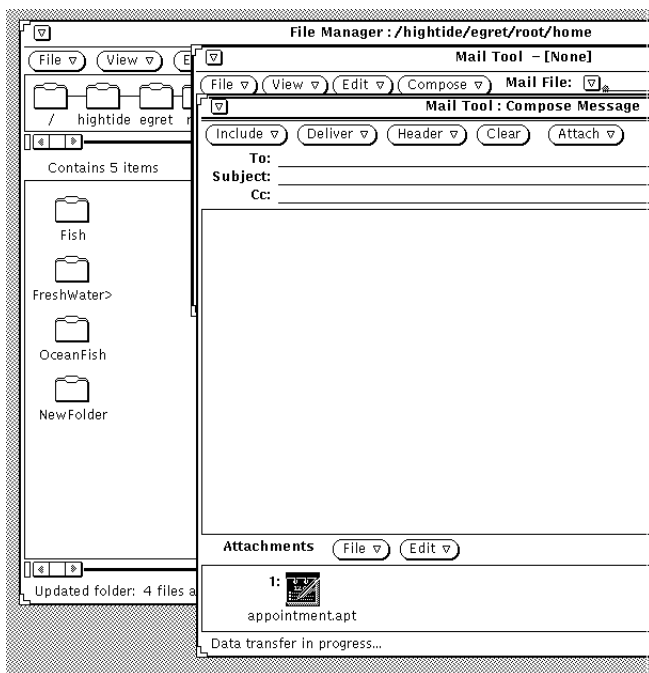 File Manager : /hightide/egret/root/home
File View E
/ hightide egret r
Contains 5 items
Fish
FreshWater>
OceanFish
NewFolder
Updated folder: 4 files a
Mail Tool - [None]
File View Edit Compose Mail File:
Mail Tool : Compose Message
Include Deliver Header Clear Attach
To:
Subject:
Cc:
Attachments File Edit
1:
appointment.apt
Data transfer in progress...